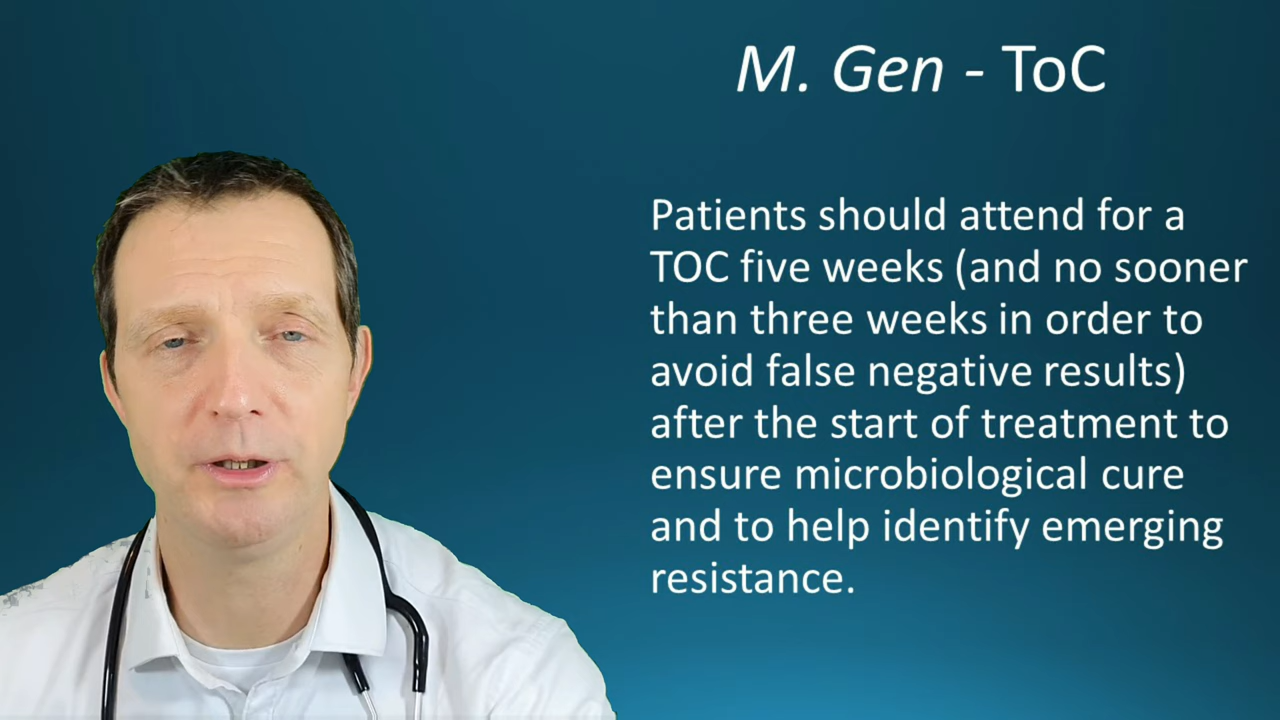 M. Gen - ToC
Patients should attend for a
TOC five weeks (and no sooner
than three weeks in order to
avoid false negative results)
after the start of treatment to
ensure microbiological cure
and to help identify emerging
resistance.